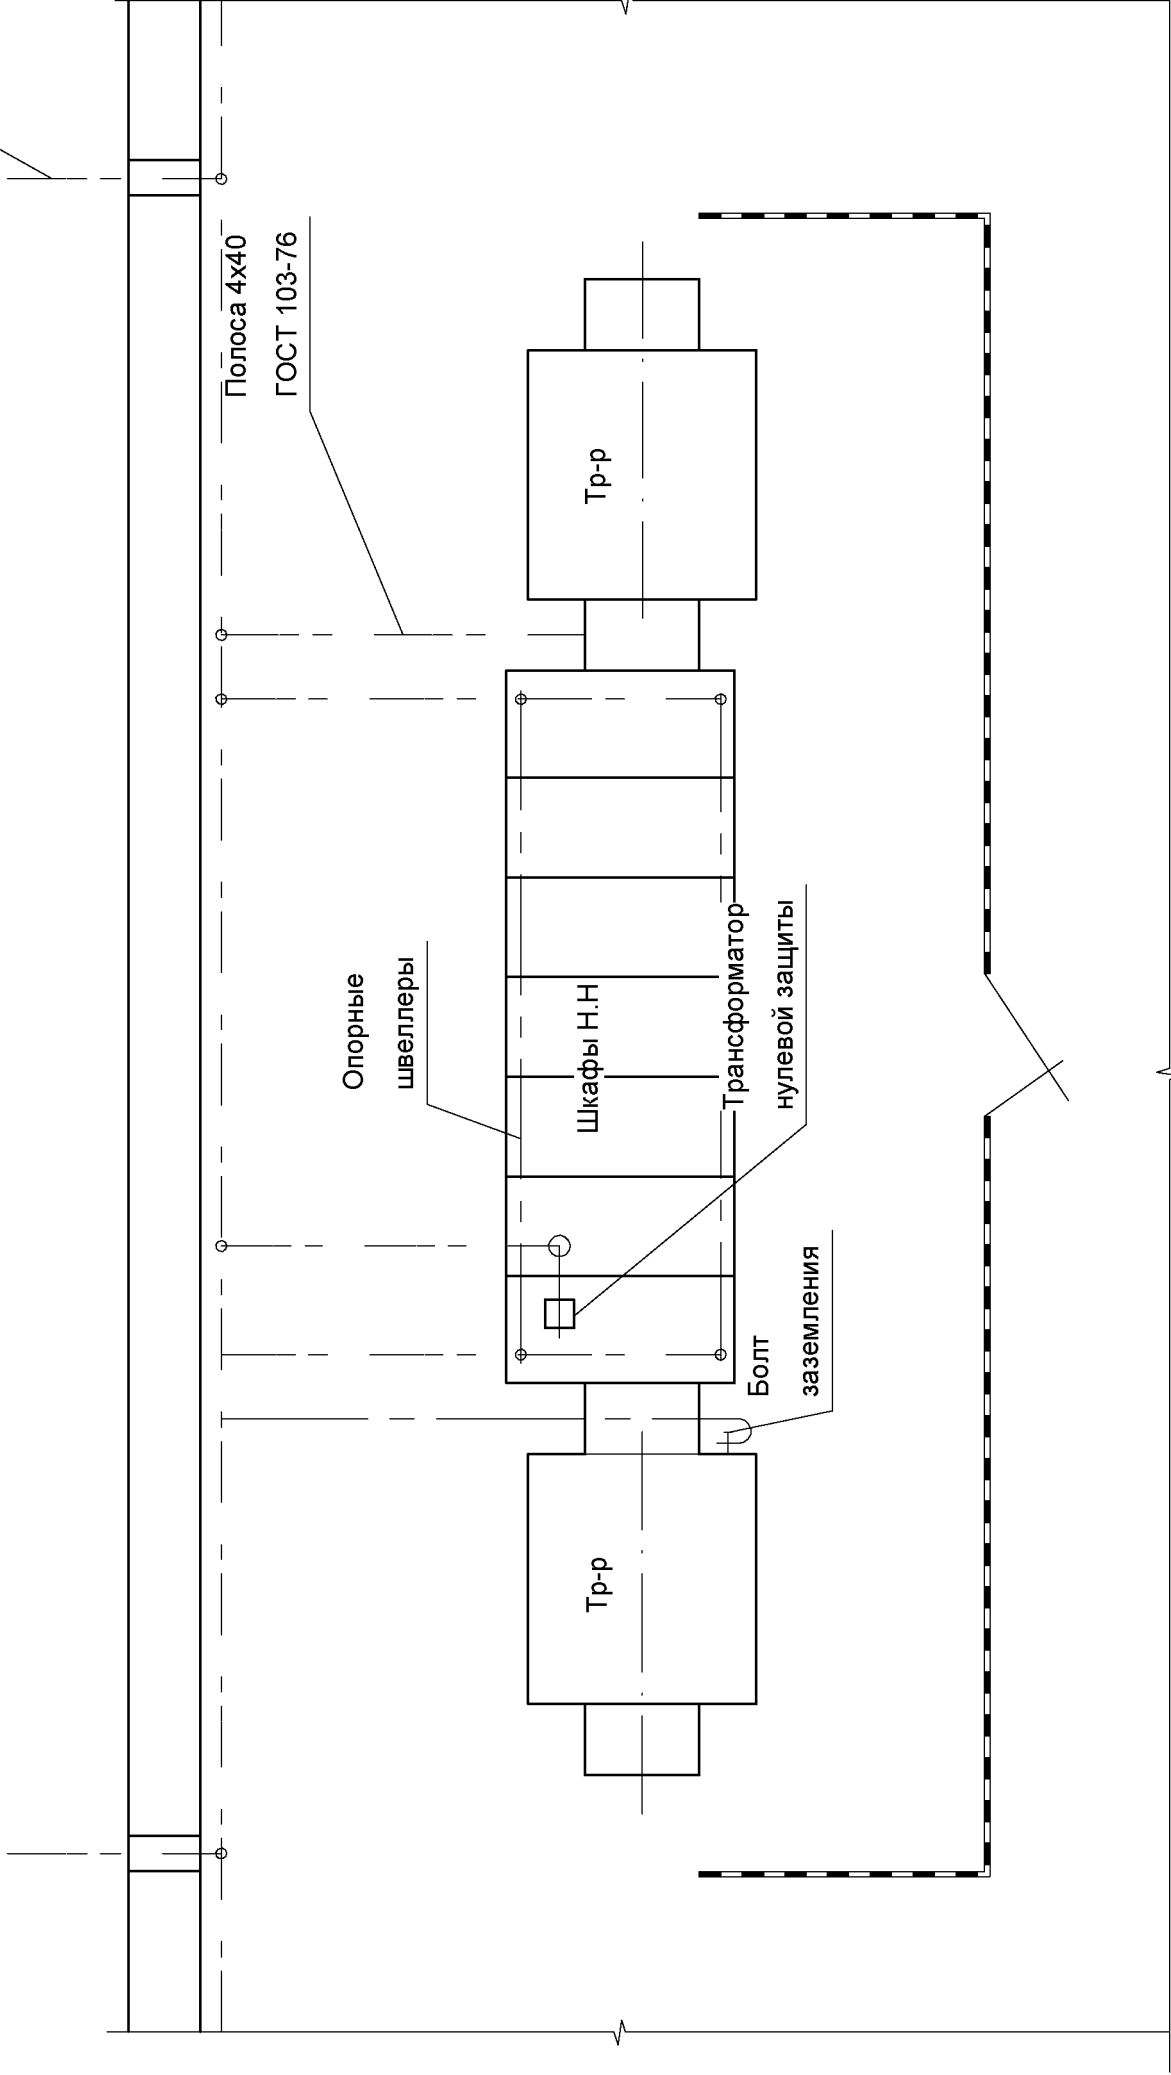 Полоса 4х40
ГОСТ 103-76
Тр-р
Опорные
швеллеры
Шкафы Н.Н
Трансформатор
нулевой защиты
Болт
заземления
Тр-р